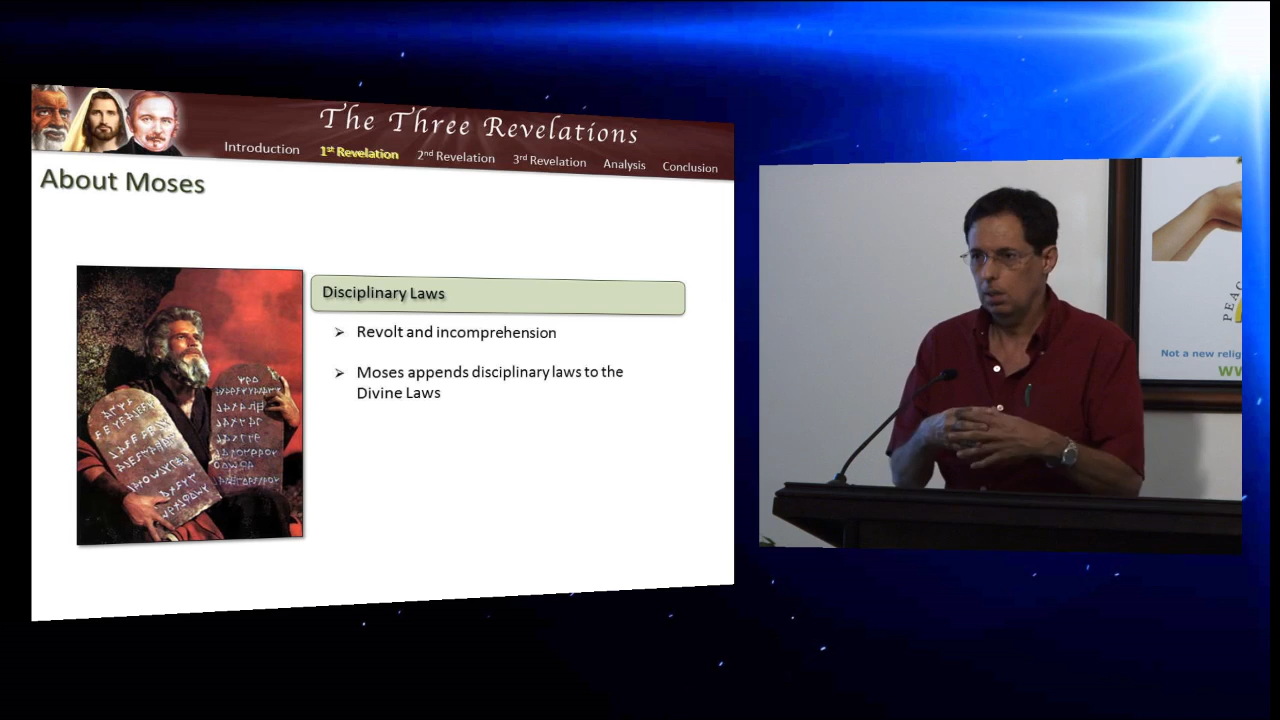 The Three Revelations
Introduction 1st Revelation 2nd Revelation 3rd Revelation Analysis Conclusion
About Moses
Disciplinary Laws
➢ Revolt and incomprehension
➢ Moses appends disciplinary laws to the
Divine Laws
PEAC
Not a new relig